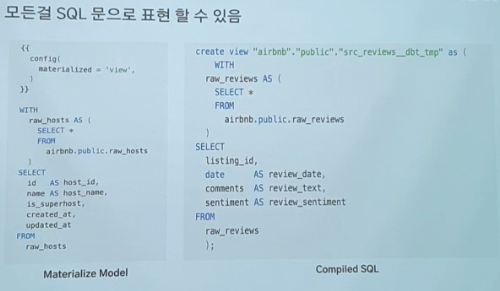 모든걸 SQL 문으로 표현 할 수 있음
{{
config(
materialized = 'view',
)
}}
WITH
raw_hosts AS (
SELECT *
FROM
airbnb.public.raw_hosts
)
SELECT
id AS host_id,
name AS host_name,
is_superhost,
created_at,
updated_at
FROM
raw_hosts
Materialize Model
create view "airbnb"."public"."src_reviews__dbt_tmp" as (
WITH
raw_reviews AS (
SELECT *
FROM
airbnb.public.raw_reviews
)
SELECT
listing_id,
date AS review_date,
comments AS review_text,
sentiment AS review_sentiment
FROM
raw_reviews
);
Compiled SQL